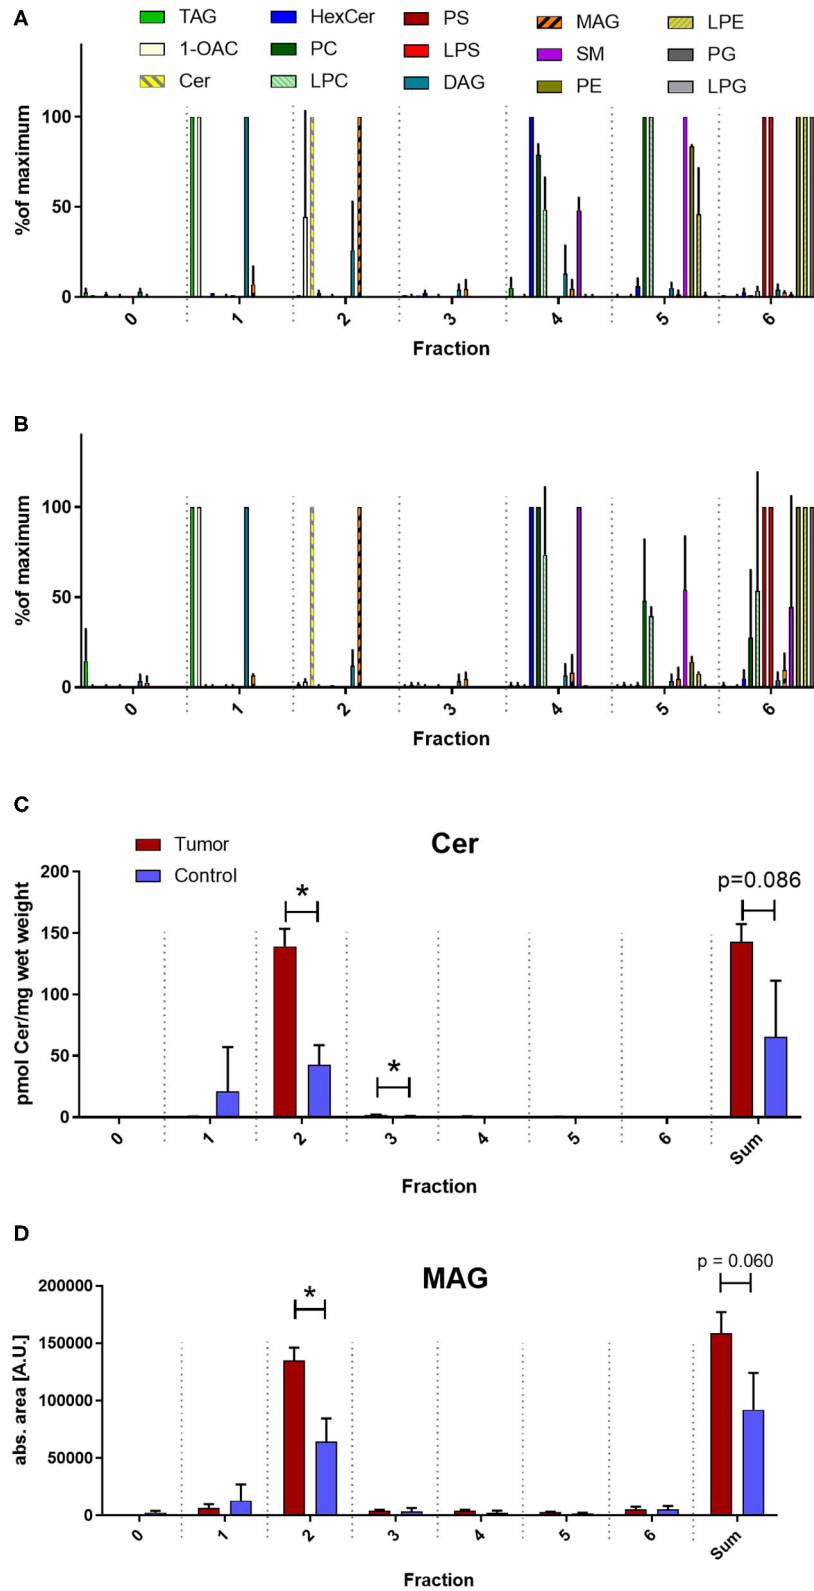 A
TAG HexCer PS MAG LPE
1-OAC PC LPS SM PG
Cer LPC DAG PE LPG
%of maximum
100
50
0
0 1 2 3 4 5 6
Fraction
B
%of maximum
100
50
0
0 1 2 3 4 5 6
Fraction
C
Cer
Tumor
Control
*
*
p=0.086
pmol Cer/mg wet weight
200
150
100
50
0
0 1 2 3 4 5 6 Sum
Fraction
D
MAG
*
p = 0.060
abs. area [A.U.]
200000
150000
100000
50000
0
0 1 2 3 4 5 6 Sum
Fraction